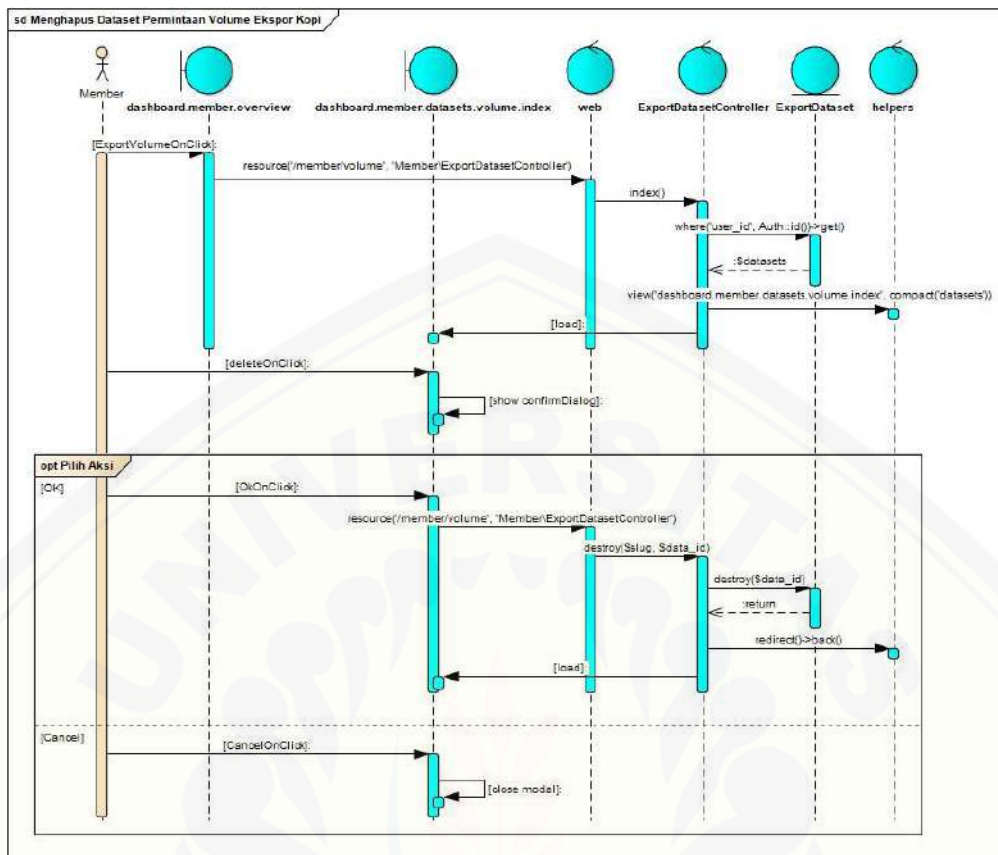 sd Menghapus Dataset Permintaan Volume Ekspor Kopi
Member
dashboard.member.overview
dashboard.member.datasets.volume.index
web
ExportDatasetController
ExportDataset
helpers
[ExportVolumeOnClick]:
resource('/member/volume', 'Member\ExportDatasetController')
index()
where('user_id', Auth::id())->get()
:$datasets
view('dashboard.member.datasets.volume.index', compact('datasets'))
[load]:
[deleteOnClick]:
[show confirmDialog]:
opt Pilih Aksi
[OK]
[OkOnClick]:
resource('/member/volume', 'Member\ExportDatasetController')
destroy($slug, $data_id)
destroy($data_id)
:return
redirect()->back()
[load]:
[Cancel]
[CancelOnClick]:
[close modal]:
UNIVERSITAS